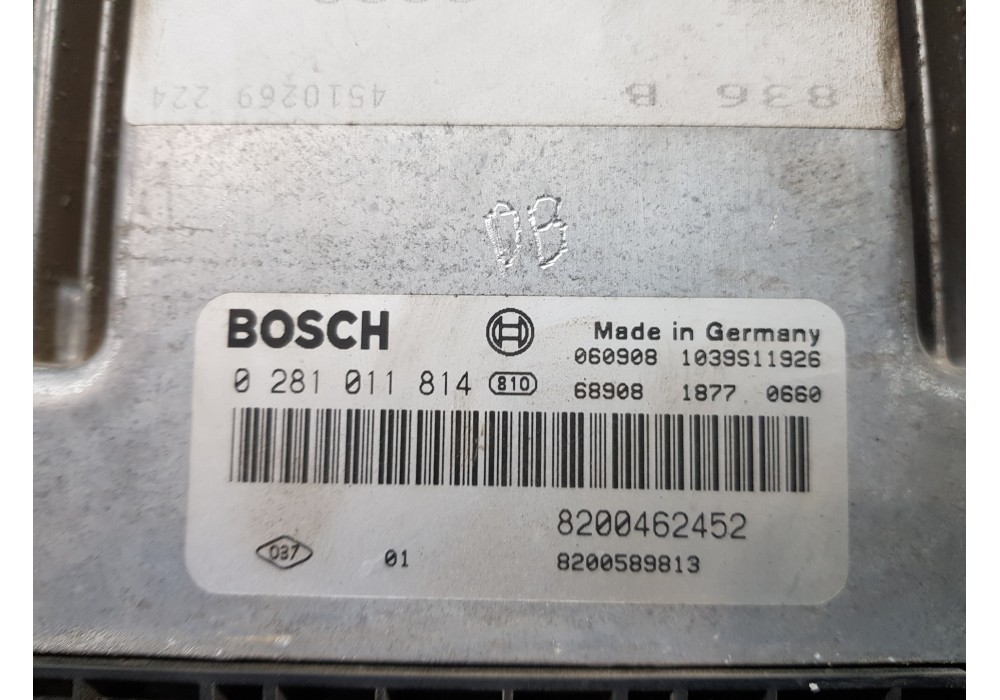 836 B 4510269 224
DB
BOSCH
Made in Germany
060908 1039S11926
0 281 011 814 810
68908 1877 0660
8200462452
037 01
8200589813